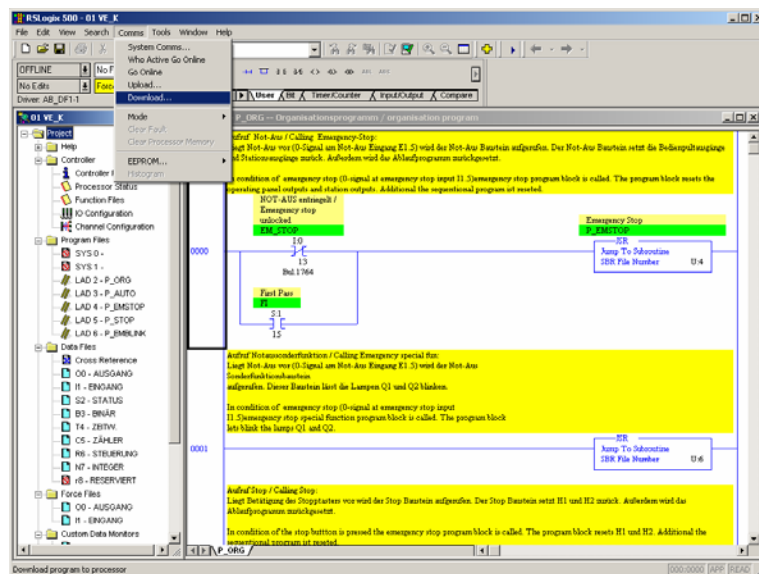 RSLogix 500 - 01 VE_K
File Edit View Search Comms Tools Window Help
System Comms...
Who Active Go Online
Go Online
Upload...
Download...
Mode
Clear Fault
Clear Processor Memory
EEPROM...
Histogram
OFFLINE
No F
No Edits
Forc
Driver: AB_DF1-1
User Bit Timer/Counter Input/Output Compare
01 VE_K
Project
Help
Controller
Controller P
Processor Status
Function Files
IO Configuration
Channel Configuration
Program Files
SYS 0 -
SYS 1 -
LAD 2 - P_ORG
LAD 3 - P_AUTO
LAD 4 - P_EMSTOP
LAD 5 - P_STOP
LAD 6 - P_EMBLINK
Data Files
Cross Reference
O0 - AUSGANG
I1 - EINGANG
S2 - STATUS
B3 - BINÄR
T4 - ZEITW.
C5 - ZÄHLER
R6 - STEUERUNG
N7 - INTEGER
r8 - RESERVIERT
Force Files
O0 - AUSGANG
I1 - EINGANG
Custom Data Monitors
P_ORG -- Organisationsprogramm / organisation program
Aufruf Not-Aus / Calling Emergency-Stop:
Liegt Not-Aus vor (0-Signal am Not-Aus Eingang E1.5) wird der Not-Aus Baustein aufgerufen. Der Not-Aus Baustein setzt die Bedienpultausgänge
und Stationsausgänge zurück. Außerdem wird das Ablaufprogramm zurückgesetzt.
condition of emergency stop (0-signal at emergency stop input I1.5)emergency stop program block is called. The program block resets the
operating panel outputs and station outputs. Additional the sequentional program ist reseted.
NOT-AUS entriegelt /
Emergency stop
unlocked
EM_STOP
I:0
13
Bul.1764
Emergency Stop
P_EMSTOP
JSR
Jump To Subroutine
SBR File Number U:4
0000
First Pass
FI
S:1
15
Aufruf Notaussonderfunktion / Calling Emergency special fun:
Liegt Not-Aus vor (0-Signal am Not-Aus Eingang E1.5) wird der Not-Aus
Sonderfunktionsbaustein
aufgerufen. Dieser Baustein lässt die Lampen Q1 und Q2 blinken.
In condition of emergency stop (0-signal at emergency stop input
I1.5)emergency stop special function program block is called. The program block
lets blink the lamps Q1 and Q2.
0001
JSR
Jump To Subroutine
SBR File Number U:6
Aufruf Stop / Calling Stop:
Liegt Betätigung des Stopptasters vor wird der Stop Baustein aufgerufen. Der Stop Baustein setzt H1 und H2 zurück. Außerdem wird das
Ablaufprogramm zurückgesetzt.
In condition of the stop buttton is pressed the emergency stop program block is called. The program block resets H1 und H2. Additional the
sequentional program ist reseted.
P_ORG
Download program to processor
000:0000 APP READ